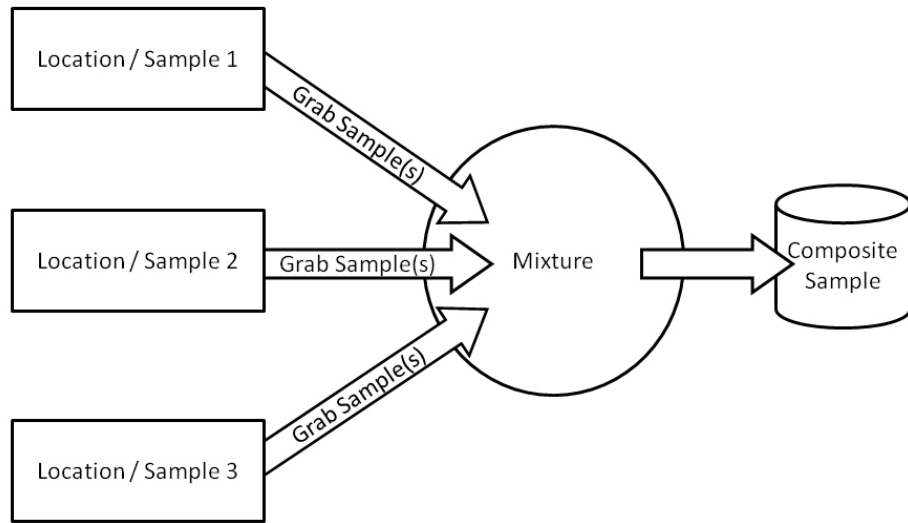 Location / Sample 1
Grab Sample(s)
Location / Sample 2
Grab Sample(s)
Mixture
Composite
Sample
Grab Sample(s)
Location / Sample 3